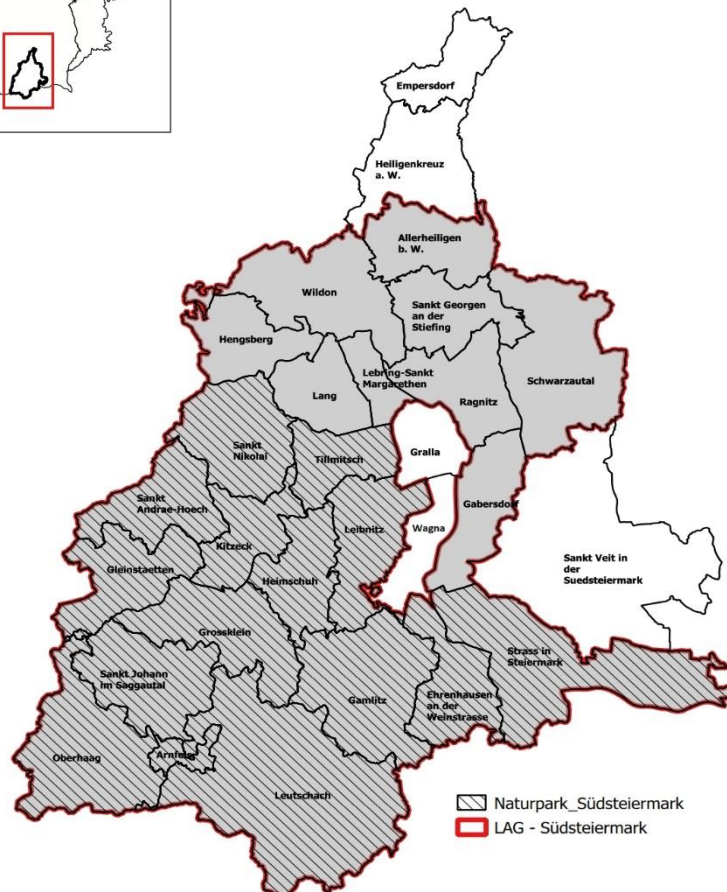 Empersdorf
Heiligenkreuz
a. W.
Allerheiligen
b. W.
Wildon
Sankt Georgen
an der
Stiefing
Hengsberg
Schwarzautal
Lebring-Sankt
Margarethen
Lang
Ragnitz
Sankt
Nikolai
Tillmitsch
Gralla
Sankt
Andrae-Hoech
Gabersdorf
Leibnitz
Wagna
Kitzeck
Gleinstaetten
Heimschuh
Sankt Veit in
der
Suedsteiermark
Grossklein
Strass in
Steiermark
Sankt Johann
im Saggautal
Gamlitz
Ehrenhausen
an der
Weinstrasse
Oberhaag
Arnfels
Leutschach
Naturpark_Südsteiermark
LAG - Südsteiermark